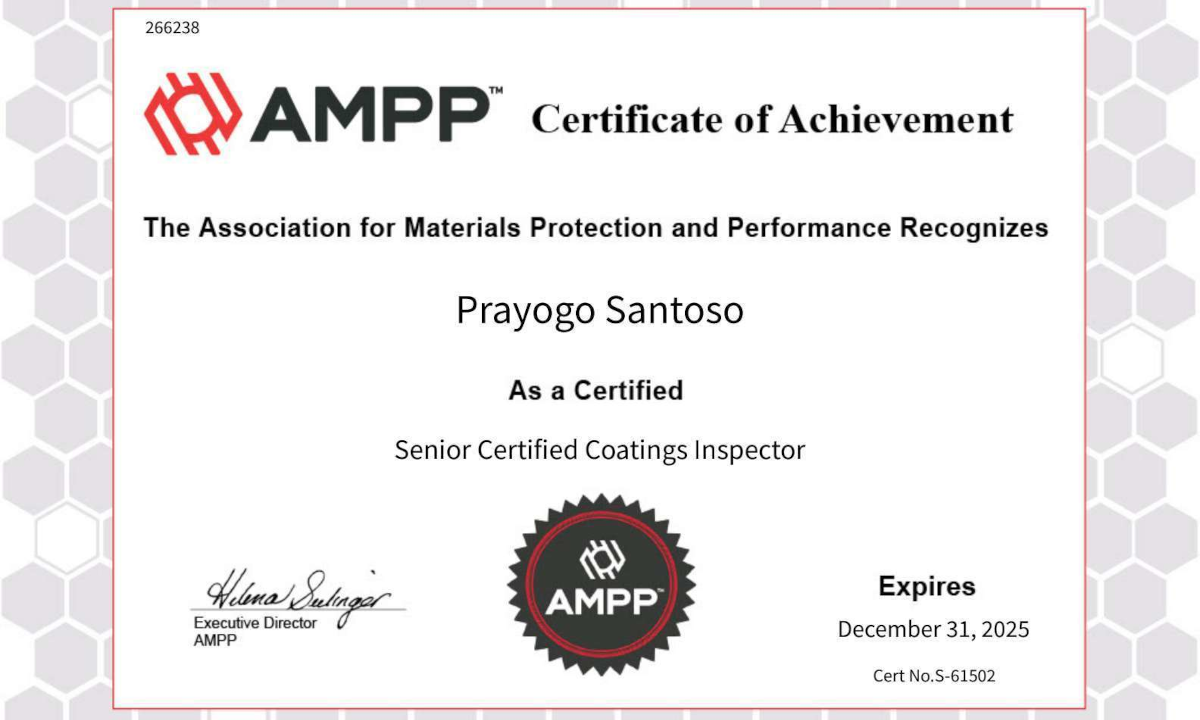 266238
AMPP™ Certificate of Achievement
The Association for Materials Protection and Performance Recognizes
Prayogo Santoso
As a Certified
Senior Certified Coatings Inspector
Helena Seelinger
Executive Director
AMPP
AMPP™
Expires
December 31, 2025
Cert No.S-61502